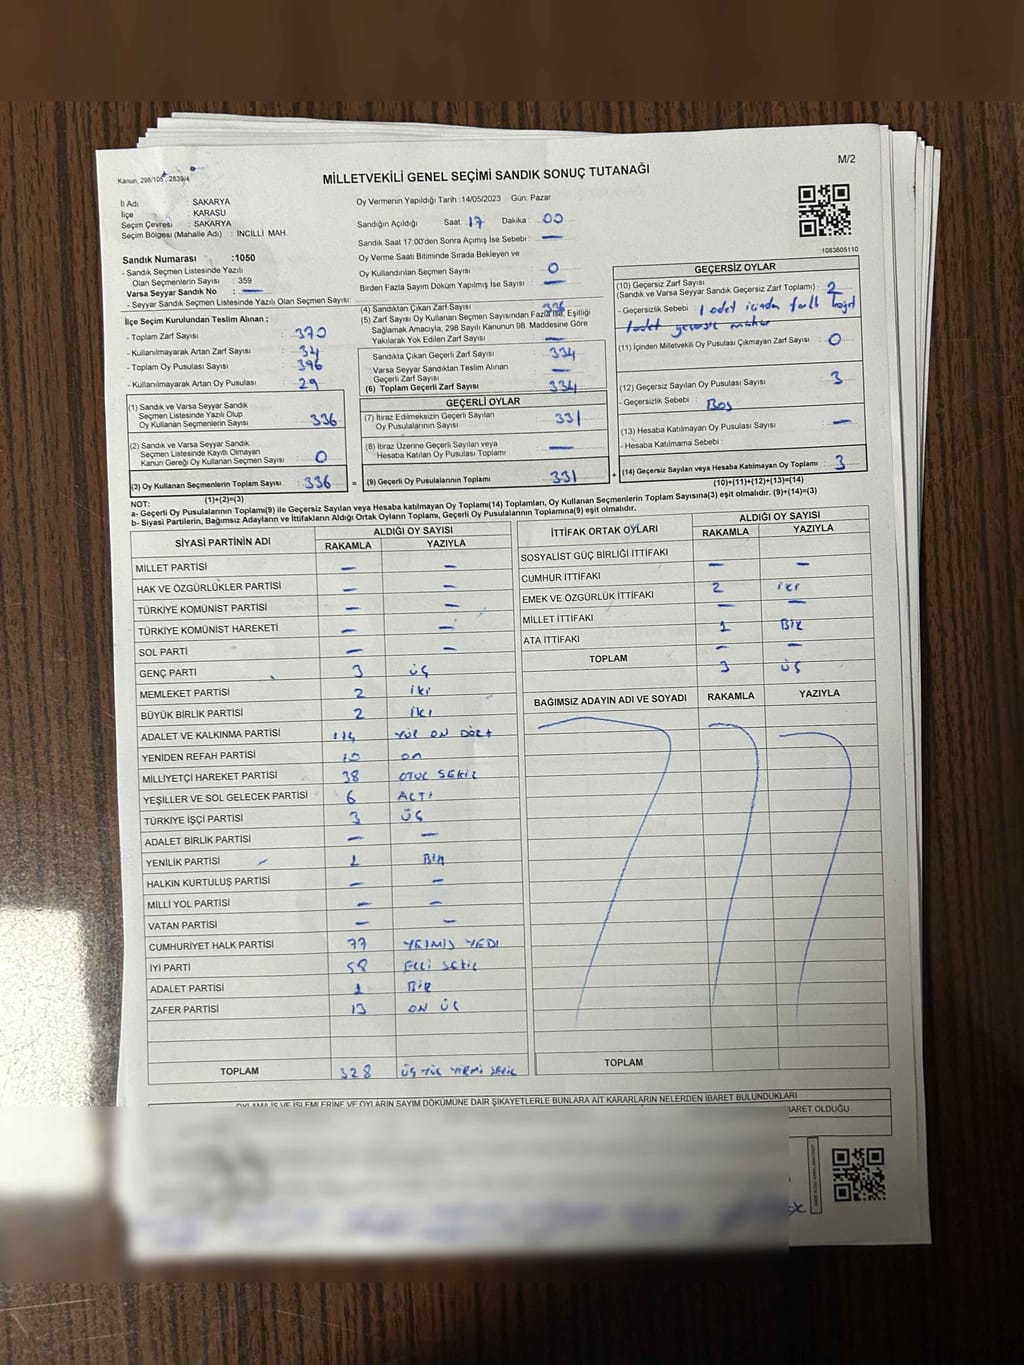 M/2
Kanun, 298/105, 2839/4
MİLLETVEKİLİ GENEL SEÇİMİ SANDIK SONUÇ TUTANAĞI
İl Adı : SAKARYA
İlçe : KARASU
Seçim Çevresi : SAKARYA
Seçim Bölgesi (Mahalle Adı) : İNCİLLİ MAH.
Sandık Numarası :1050
- Sandık Seçmen Listesinde Yazılı
Olan Seçmenlerin Sayısı : 359
Varsa Seyyar Sandık No : —
- Seyyar Sandık Seçmen Listesinde Yazılı Olan Seçmen Sayısı:
İlçe Seçim Kurulundan Teslim Alınan ;
- Toplam Zarf Sayısı : 370
- Kullanılmayarak Artan Zarf Sayısı : 34
- Toplam Oy Pusulası Sayısı : 396
- Kullanılmayarak Artan Oy Pusulası : 29
(1) Sandık ve Varsa Seyyar Sandık
Seçmen Listesinde Yazılı Olup
Oy Kullanan Seçmenlerin Sayısı : 336
(2) Sandık ve Varsa Seyyar Sandık
Seçmen Listesinde Kayıtlı Olmayan
Kanun Gereği Oy Kullanan Seçmen Sayısı : 0
(3) Oy Kullanan Seçmenlerin Toplam Sayısı : 336
(1)+(2)=(3)
Oy Vermenin Yapıldığı Tarih : 14/05/2023 Gün: Pazar
Sandığın Açıldığı Saat: 17 Dakika : 00
Sandık Saat 17:00'den Sonra Açılmış İse Sebebi : —
Oy Verme Saati Bitiminde Sırada Bekleyen ve
Oy Kullandırılan Seçmen Sayısı : 0
Birden Fazla Sayım Dökümü Yapılmış İse Sayısı : —
(4) Sandıktan Çıkan Zarf Sayısı : 336
(5) Zarf Sayısı Oy Kullanan Seçmen Sayısından Fazla İse, Eşitliği
Sağlamak Amacıyla, 298 Sayılı Kanunun 98. Maddesine Göre
Yakılarak Yok Edilen Zarf Sayısı : —
Sandıkta Çıkan Geçerli Zarf Sayısı : 334
Varsa Seyyar Sandıktan Teslim Alınan
Geçerli Zarf Sayısı : —
(6) Toplam Geçerli Zarf Sayısı : 334
GEÇERLİ OYLAR
(7) İtiraz Edilmeksizin Geçerli Sayılan
Oy Pusulalarının Sayısı : 331
(8) İtiraz Üzerine Geçerli Sayılan veya
Hesaba Katılan Oy Pusulası Toplamı : —
= (9) Geçerli Oy Pusulalarının Toplamı : 331 +
1083605110
GEÇERSİZ OYLAR
(10) Geçersiz Zarf Sayısı
(Sandık ve Varsa Seyyar Sandık Geçersiz Zarf Toplamı) : 2
- Geçersizlik Sebebi : 1 adet içinden
(11) İçinden Milletvekili Oy Pusulası Çıkmayan Zarf Sayısı : 0
(12) Geçersiz Sayılan Oy Pusulası Sayısı : 3
- Geçersizlik Sebebi : Boş
(13) Hesaba Katılmayan Oy Pusulası Sayısı : —
- Hesaba Katılmama Sebebi :
(14) Geçersiz Sayılan veya Hesaba Katılmayan Oy Toplamı : 3
(10)+(11)+(12)+(13)=(14)
NOT:
a- Geçerli Oy Pusulasının Toplamı(9) ile Geçersiz Sayılan veya Hesaba katılmayan Oy Toplamı(14) Toplamları, Oy Kullanan Seçmenlerin Toplam Sayısına(3) eşit olmalıdır. (9)+(14)=(3)
b- Siyasi Partilerin, Bağımsız Adayların ve İttifakların Aldığı Ortak Oyların Toplamı, Geçerli Oy Pusulalarının Toplamına(9) eşit olmalıdır.
SİYASİ PARTİNİN ADI ALDIĞI OY SAYISI
RAKAMLA YAZIYLA
MİLLET PARTİSİ — —
HAK VE ÖZGÜRLÜKLER PARTİSİ — —
TÜRKİYE KOMÜNİST PARTİSİ — —
TÜRKİYE KOMÜNİST HAREKETİ — —
SOL PARTİ — —
GENÇ PARTİ 3 ÜÇ
MEMLEKET PARTİSİ 2 iki
BÜYÜK BİRLİK PARTİSİ 2 iki
ADALET VE KALKINMA PARTİSİ 114 YÜZ ON DÖRT
YENİDEN REFAH PARTİSİ 10 on
MİLLİYETÇİ HAREKET PARTİSİ 38 OTUZ SEKİZ
YEŞİLLER VE SOL GELECEK PARTİSİ 6 ALTI
TÜRKİYE İŞÇİ PARTİSİ 3 ÜÇ
ADALET BİRLİK PARTİSİ — —
YENİLİK PARTİSİ 1 BİR
HALKIN KURTULUŞ PARTİSİ — —
MİLLİ YOL PARTİSİ — —
VATAN PARTİSİ — —
CUMHURİYET HALK PARTİSİ 77 YETMİŞ YEDİ
İYİ PARTİ 58 Elli SEKİZ
ADALET PARTİSİ 1 BİR
ZAFER PARTİSİ 13 ON ÜÇ
TOPLAM 328 ÜÇ YÜZ YİRMİ SEKİZ
İTTİFAK ORTAK OYLARI ALDIĞI OY SAYISI
RAKAMLA YAZIYLA
SOSYALİST GÜÇ BİRLİĞİ İTTİFAKI — —
CUMHUR İTTİFAKI 2 iki
EMEK VE ÖZGÜRLÜK İTTİFAKI — —
MİLLET İTTİFAKI 1 BİR
ATA İTTİFAKI — —
TOPLAM 3 ÜÇ
BAĞIMSIZ ADAYIN ADI VE SOYADI RAKAMLA YAZIYLA
TOPLAM
OYLAMA İŞ VE İŞLEMLERİNE VE OYLARIN SAYIM DÖKÜMÜNE DAİR ŞİKAYETLERLE BUNLARA AİT KARARLARIN NELERDEN İBARET BULUNDUKLARI
İBARET OLDUĞU